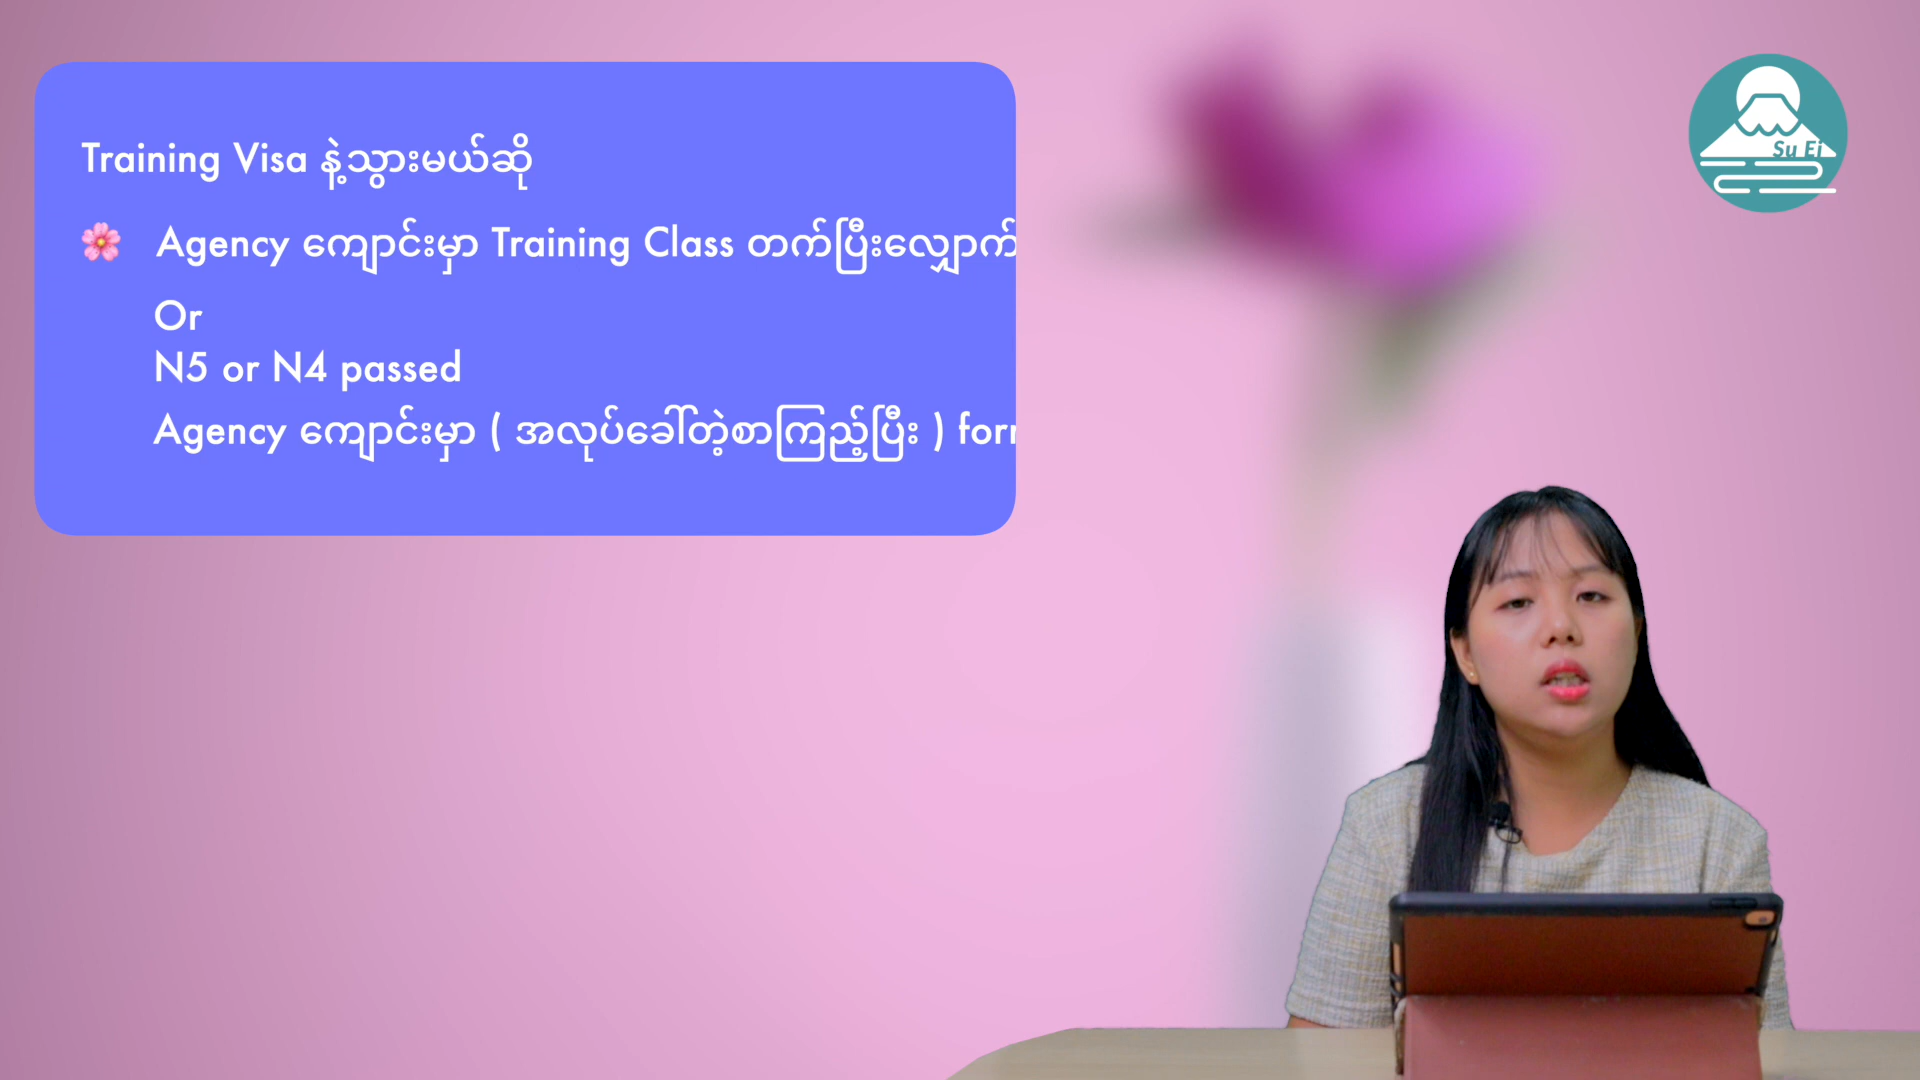 Training Visa နဲ့သွားမယ်ဆို
🌸 Agency ကျောင်းမှာ Training Class တက်ပြီးလျှောက်
Or
N5 or N4 passed
Agency ကျောင်းမှာ ( အလုပ်ခေါ်တဲ့စာကြည့်ပြီး )
Su Ei